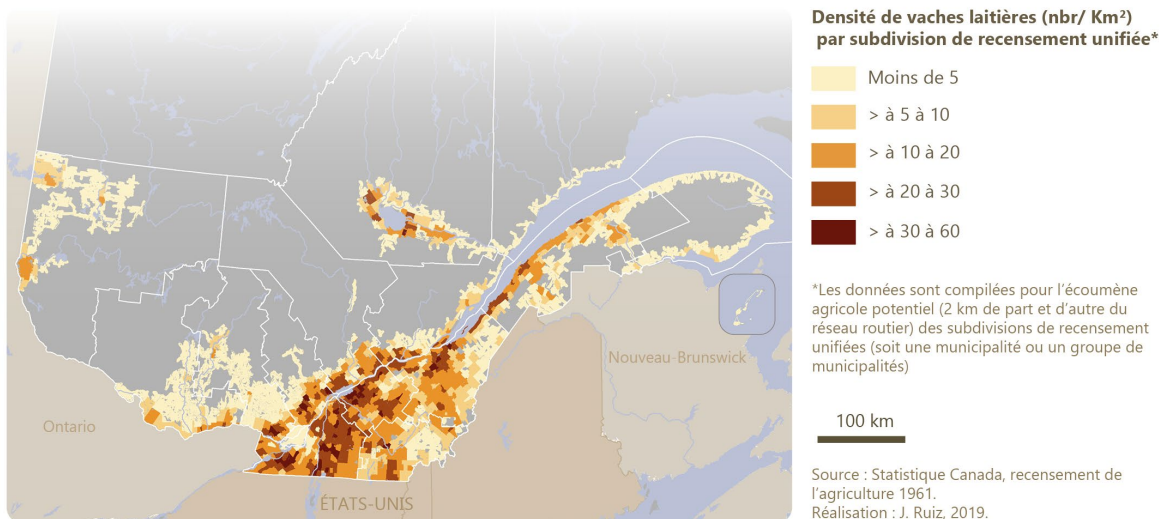 Densité de vaches laitières (nbr/ Km²)
par subdivision de recensement unifiée*
Moins de 5
> à 5 à 10
> à 10 à 20
> à 20 à 30
> à 30 à 60
*Les données sont compilées pour l'écoumène
agricole potentiel (2 km de part et d'autre du
réseau routier) des subdivisions de recensement
unifiées (soit une municipalité ou un groupe de
municipalités)
Nouveau-Brunswick
Ontario
100 km
Source : Statistique Canada, recensement de
l'agriculture 1961.
Réalisation : J. Ruiz, 2019.
ÉTATS-UNIS